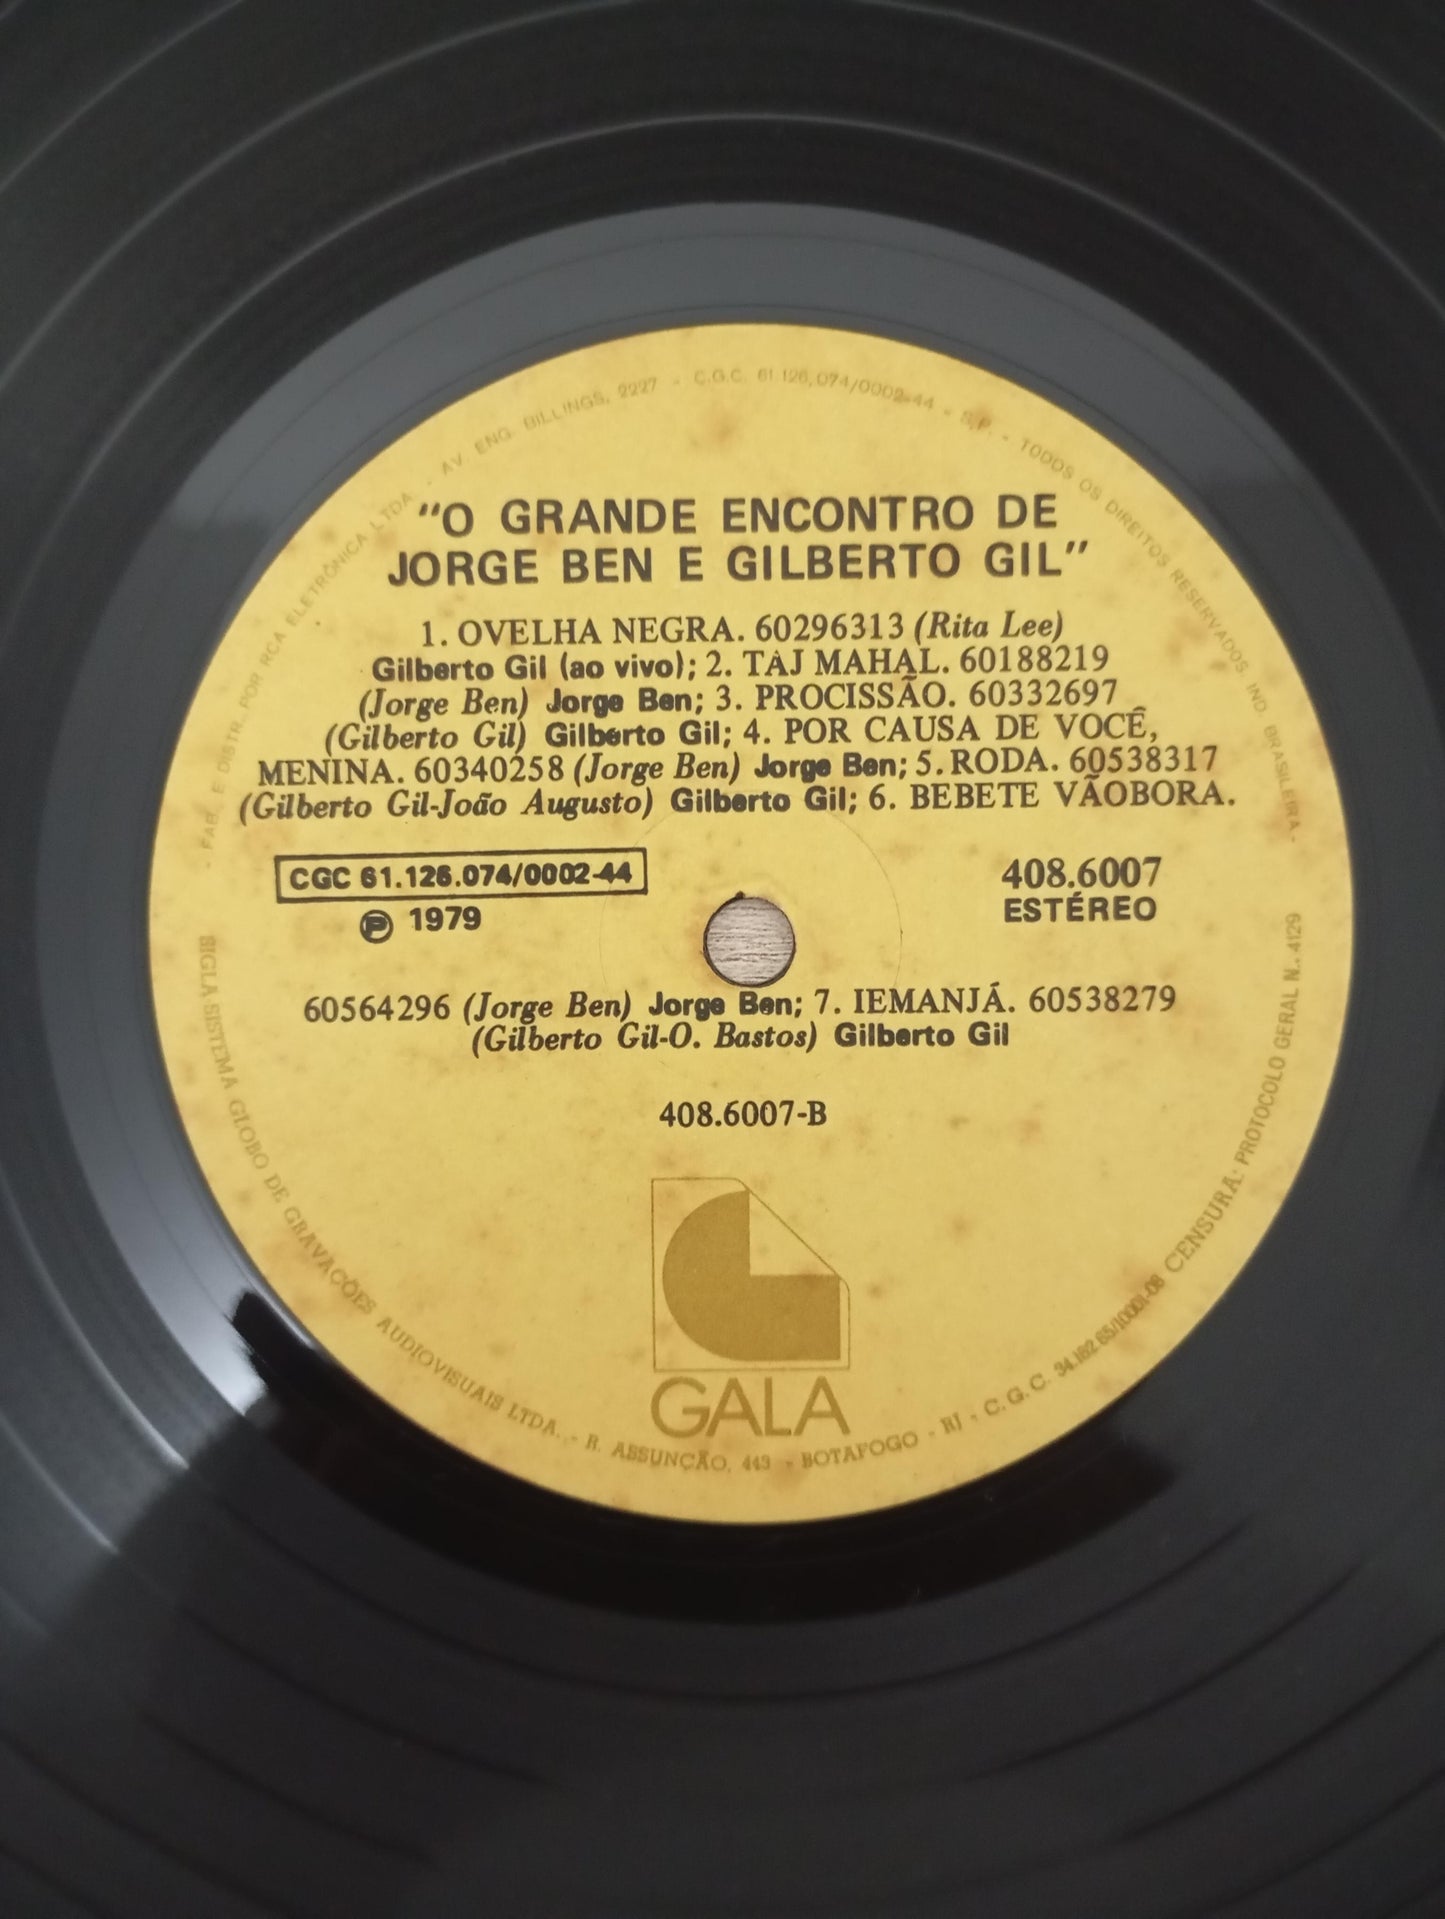 FAB. E DISTR. POR RCA ELETRÔNICA LTDA - AV. ENG. BILLINGS, 2227 - C.G.C. 61.126.074/0002-44 - S.P. - TODOS OS DIREITOS RESERVADOS. IND. BRASILEIRA -
"O GRANDE ENCONTRO DE
JORGE BEN E GILBERTO GIL"
1. OVELHA NEGRA. 60296313 (Rita Lee)
Gilberto Gil (ao vivo); 2. TAJ MAHAL. 60188219
(Jorge Ben) Jorge Ben; 3. PROCISSÃO. 60332697
(Gilberto Gil) Gilberto Gil; 4. POR CAUSA DE VOCÊ,
MENINA. 60340258 (Jorge Ben) Jorge Ben; 5. RODA. 60538317
(Gilberto Gil-João Augusto) Gilberto Gil; 6. BEBETE VÃOBORA.
CGC 61.126.074/0002-44
Ⓟ 1979
408.6007
ESTÉREO
60564296 (Jorge Ben) Jorge Ben; 7. IEMANJÁ. 60538279
(Gilberto Gil-O. Bastos) Gilberto Gil
408.6007-B
GALA
SIGLA SISTEMA GLOBO DE GRAVAÇÕES AUDIOVISUAIS LTDA. - R. ASSUNÇÃO, 443 - BOTAFOGO - RJ - C.G.C. 34.162.65/10001-08 CENSURA: PROTOCOLO GERAL N. 4129